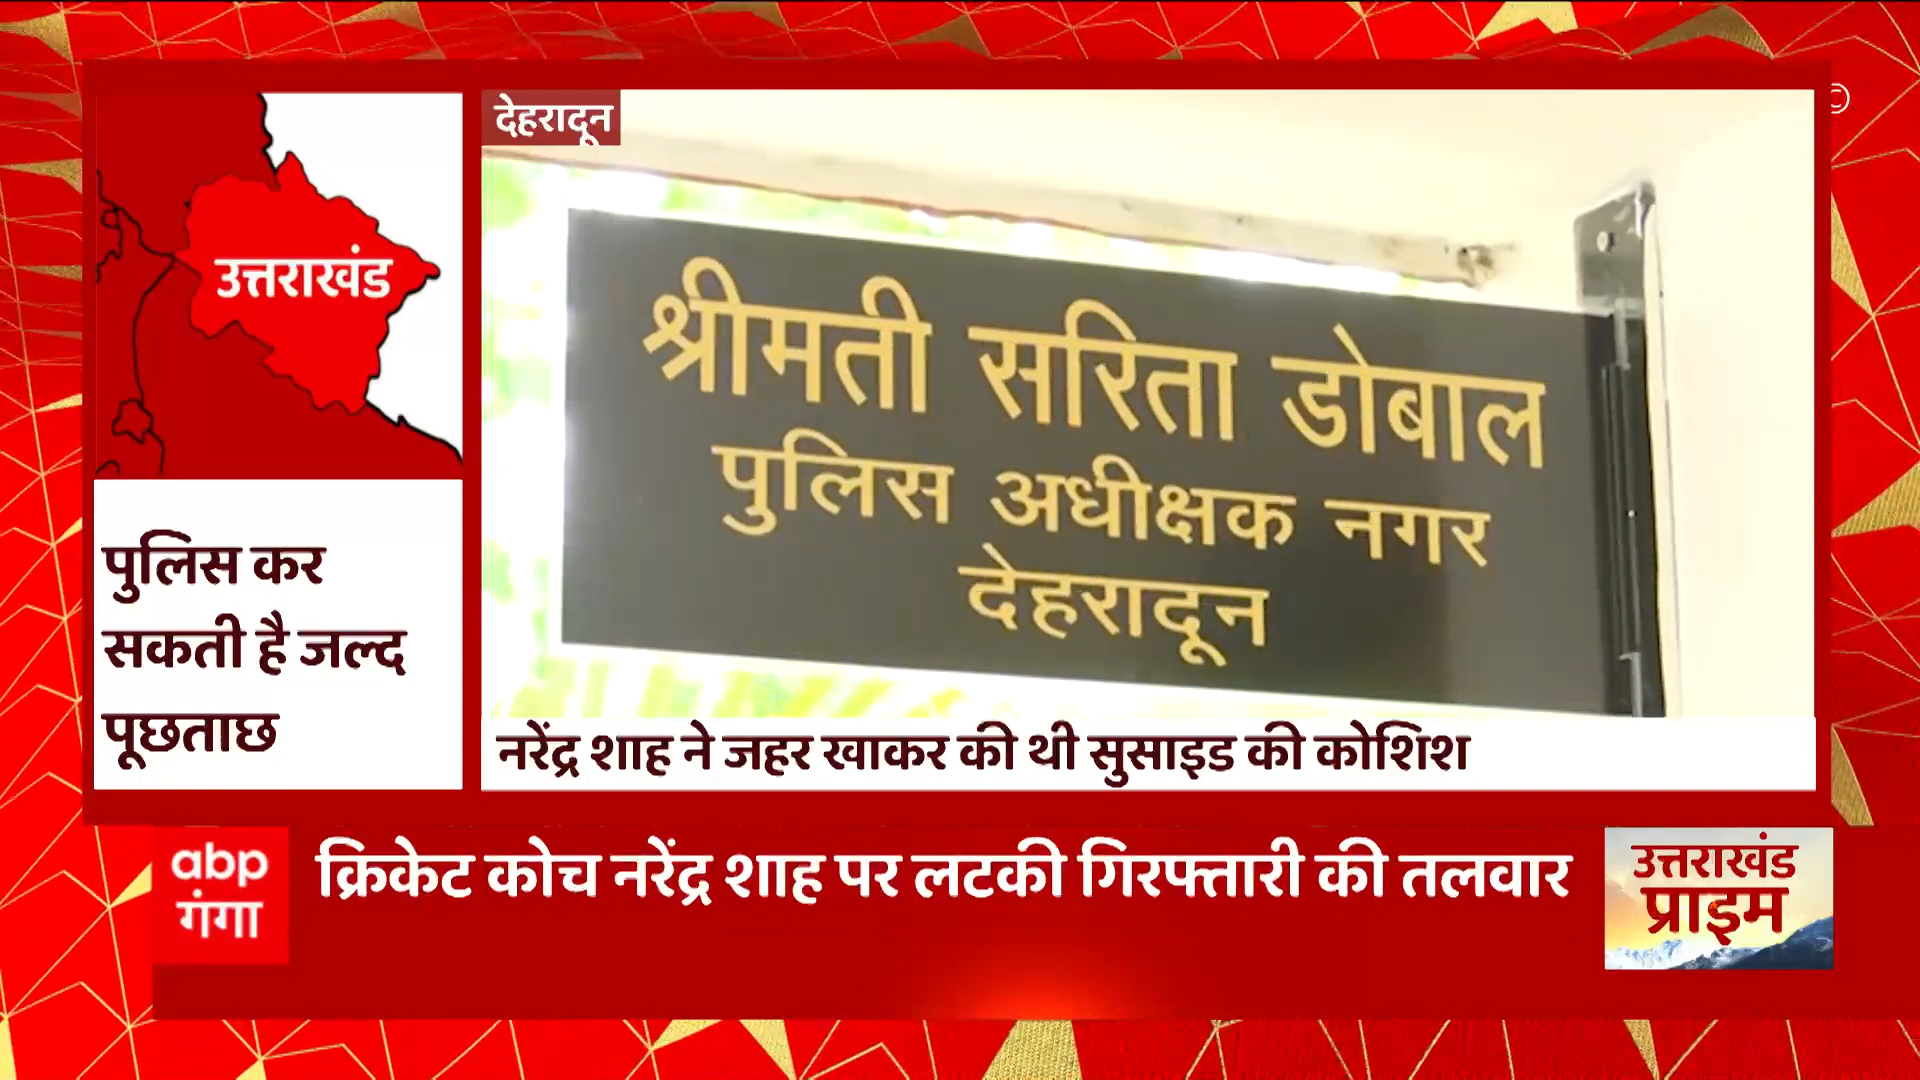 देहरादून
©
उत्तराखंड
श्रीमती सरिता डोबाल
पुलिस अधीक्षक नगर
देहरादून
पुलिस कर
सकती है जल्द
पूछताछ
नरेंद्र शाह ने जहर खाकर की थी सुसाइड की कोशिश
abp
गंगा
क्रिकेट कोच नरेंद्र शाह पर लटकी गिरफ्तारी की तलवार
उत्तराखंड
प्राइम